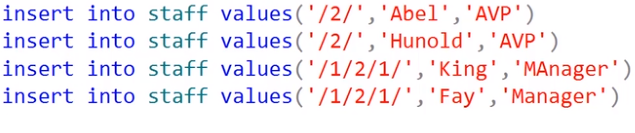 insert into staff values('/2/','Abel','AVP')
insert into staff values('/2/','Hunold','AVP')
insert into staff values('/1/2/1/','King','MAnager')
insert into staff values('/1/2/1/','Fay','Manager')